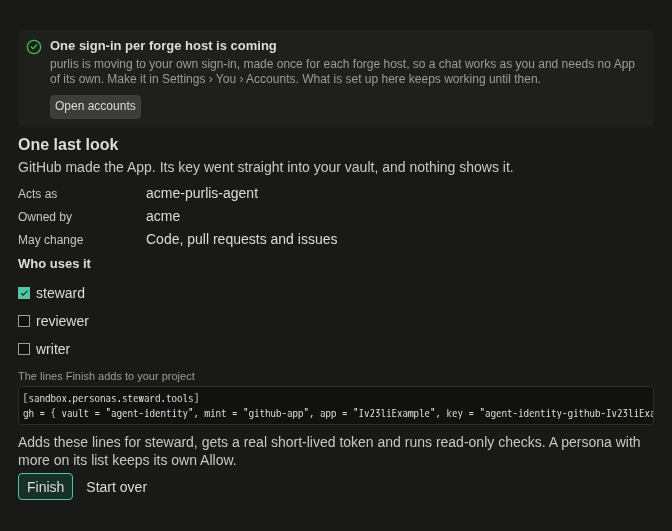 One sign-in per forge host is coming
purlis is moving to your own sign-in, made once for each forge host, so a chat works as you and needs no App
of its own. Make it in Settings › You › Accounts. What is set up here keeps working until then.
Open accounts
One last look
GitHub made the App. Its key went straight into your vault, and nothing shows it.
Acts as acme-purlis-agent
Owned by acme
May change Code, pull requests and issues
Who uses it
steward
reviewer
writer
The lines Finish adds to your project
[sandbox.personas.steward.tools]
gh = { vault = "agent-identity", mint = "github-app", app = "Iv23liExample", key = "agent-identity-github-Iv23liExa
Adds these lines for steward, gets a real short-lived token and runs read-only checks. A persona with
more on its list keeps its own Allow.
Finish Start over